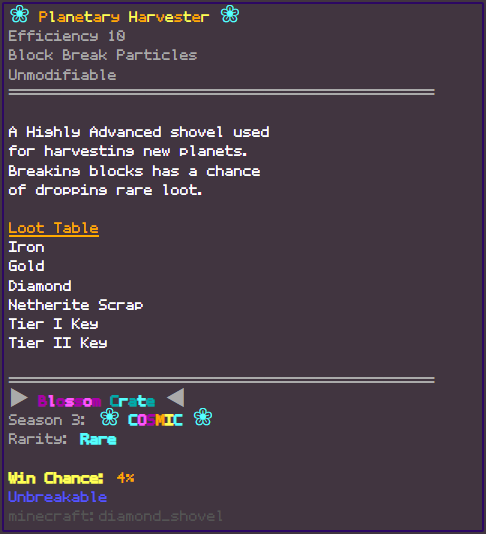 Planetary Harvester
Efficiency 10
Block Break Particles
Unmodifiable
A Highly Advanced shovel used
for harvesting new planets.
Breaking blocks has a chance
of dropping rare loot.
Loot Table
Iron
Gold
Diamond
Netherite Scrap
Tier I Key
Tier II Key
Blossom Crate
Season 3: COSMIC
Rarity: Rare
Win Chance: 4%
Unbreakable
minecraft:diamond_shovel